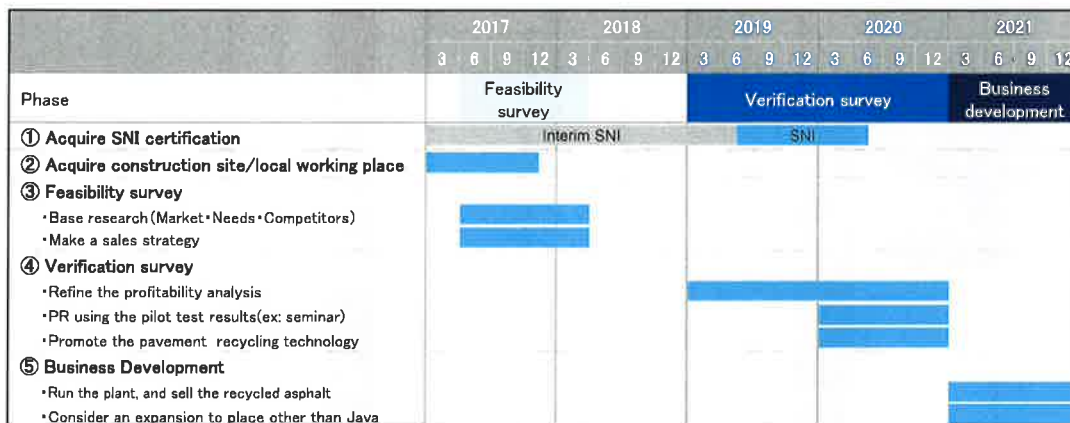 2017 2018 2019 2020 2021
3 6 9 12 3 6 9 12 3 6 9 12 3 6 9 12 3 6 9 12
Phase
Feasibility
survey
Verification survey
Business
development
① Acquire SNI certification
Interim SNI
SNI
② Acquire construction site/local working place
③ Feasibility survey
・Base research(Market・Needs・Competitors)
・Make a sales strategy
④ Verification survey
・Refine the profitability analysis
・PR using the pilot test results(ex: seminar)
・Promote the pavement recycling technology
⑤ Business Development
・Run the plant, and sell the recycled asphalt
・Consider an expansion to place other than Java